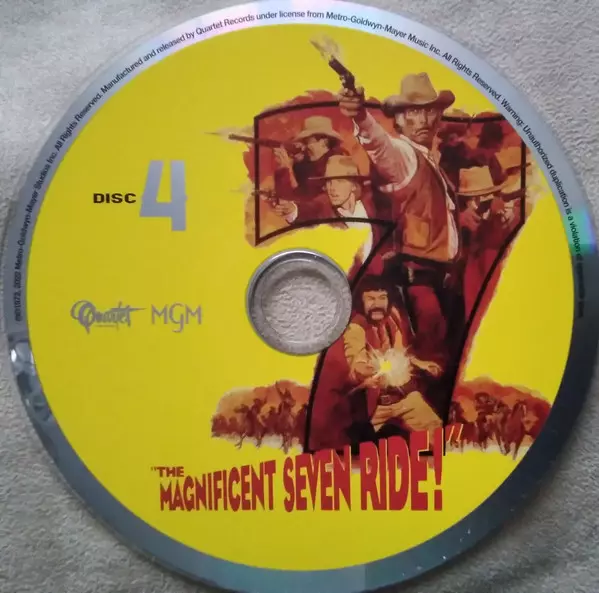 Manufactured and released by Quartet Records under license from Metro-Goldwyn-Mayer Music Inc. All Rights Reserved. Warning: Unauthorized duplication is a violation of
1972, 2022 Metro-Goldwyn-Mayer Studios Inc. All Rights Reserved.
DISC 4
Quartet MGM
"THE
MAGNIFICENT SEVEN RIDE!"